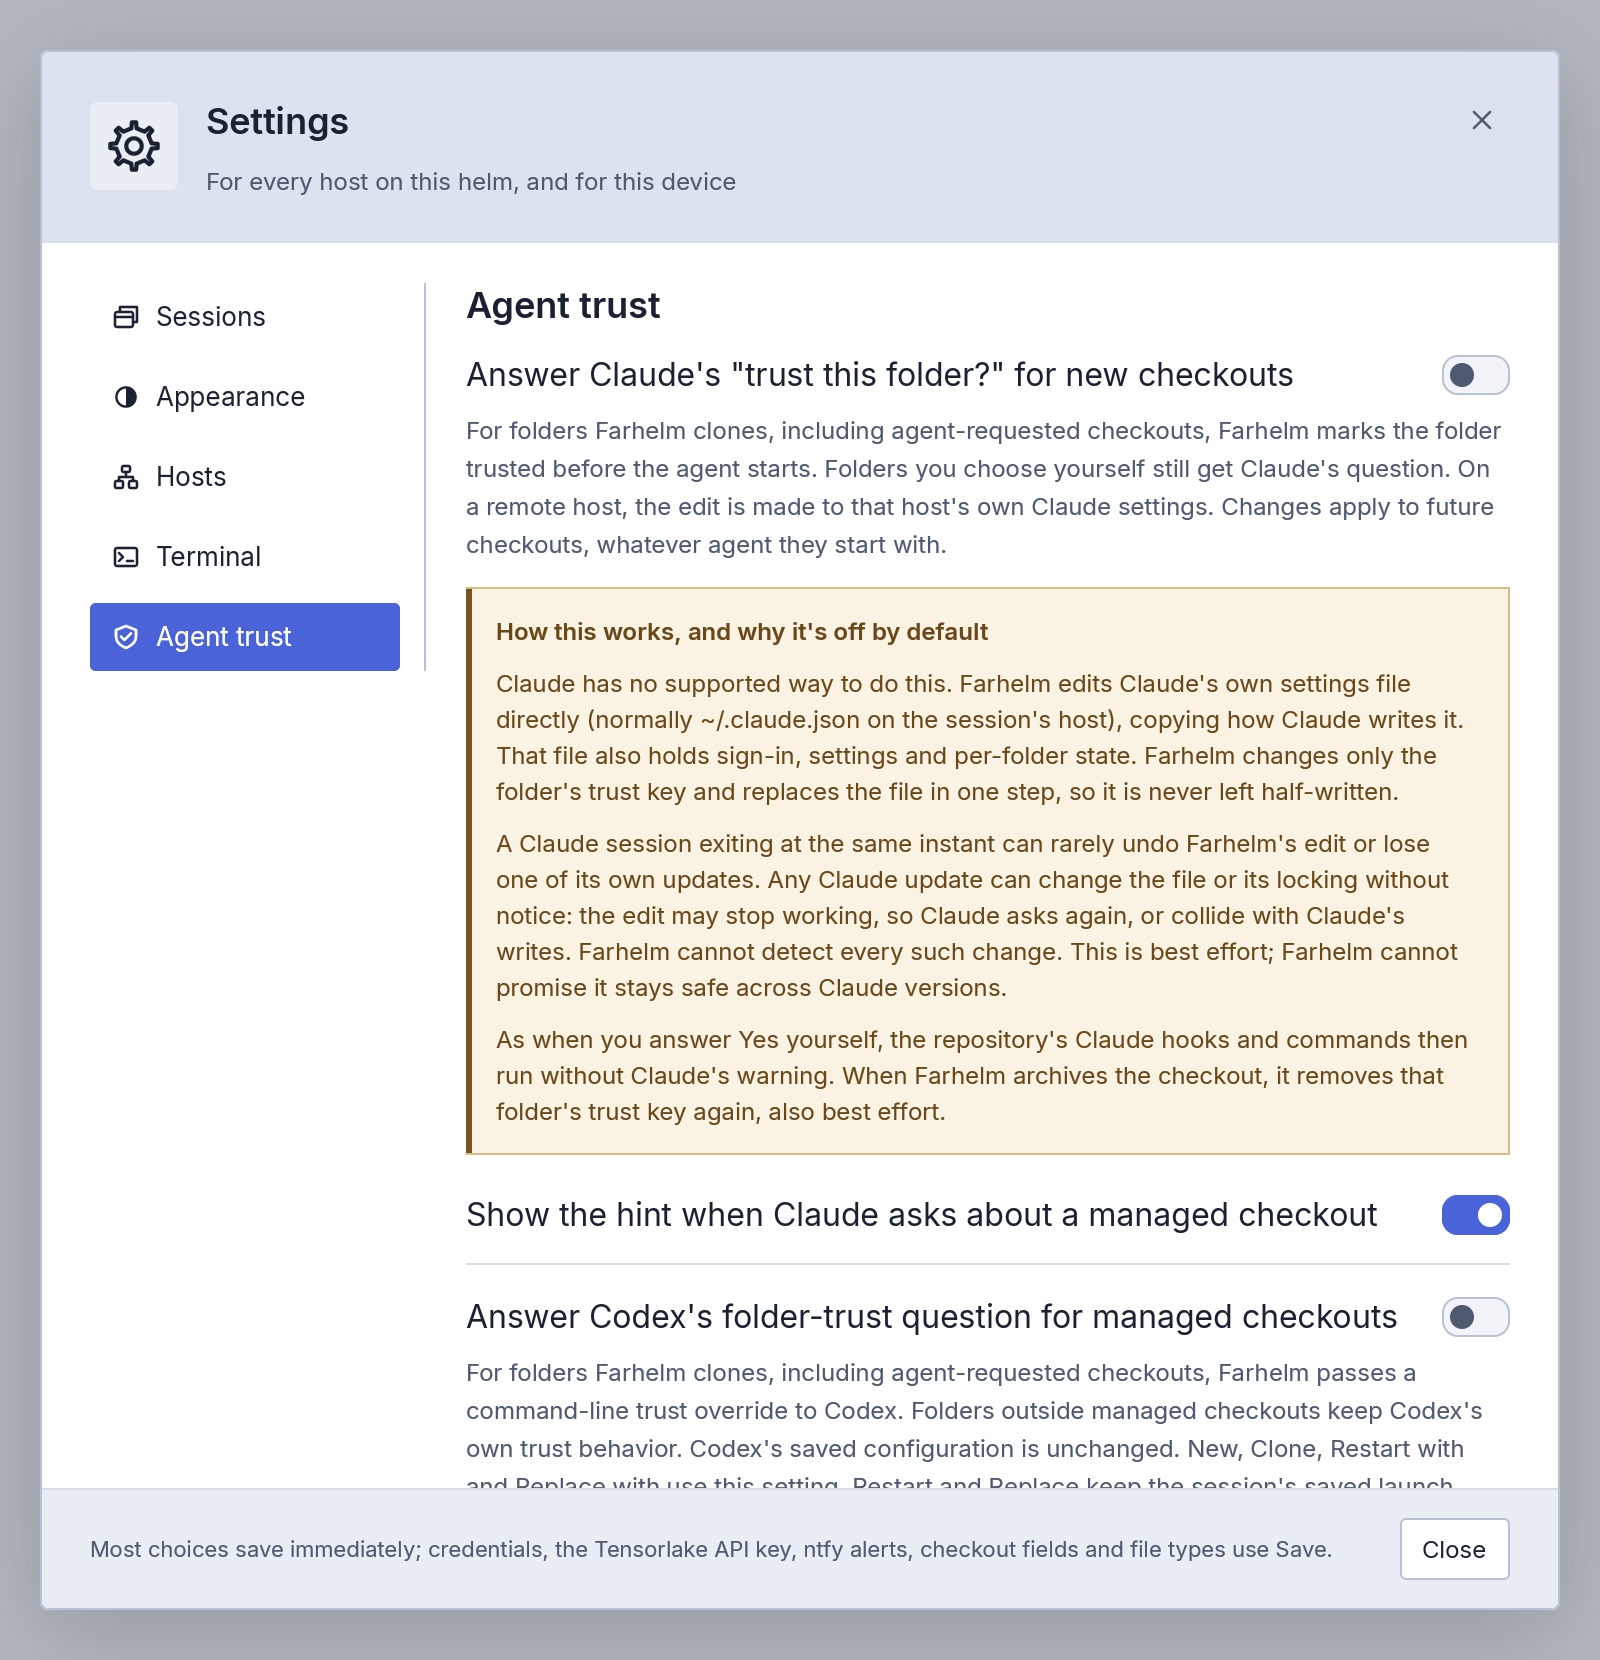 Settings
For every host on this helm, and for this device
Sessions
Appearance
Hosts
Terminal
Agent trust
Agent trust
Answer Claude's "trust this folder?" for new checkouts
For folders Farhelm clones, including agent-requested checkouts, Farhelm marks the folder
trusted before the agent starts. Folders you choose yourself still get Claude's question. On
a remote host, the edit is made to that host's own Claude settings. Changes apply to future
checkouts, whatever agent they start with.
How this works, and why it's off by default
Claude has no supported way to do this. Farhelm edits Claude's own settings file
directly (normally ~/.claude.json on the session's host), copying how Claude writes it.
That file also holds sign-in, settings and per-folder state. Farhelm changes only the
folder's trust key and replaces the file in one step, so it is never left half-written.
A Claude session exiting at the same instant can rarely undo Farhelm's edit or lose
one of its own updates. Any Claude update can change the file or its locking without
notice: the edit may stop working, so Claude asks again, or collide with Claude's
writes. Farhelm cannot detect every such change. This is best effort; Farhelm cannot
promise it stays safe across Claude versions.
As when you answer Yes yourself, the repository's Claude hooks and commands then
run without Claude's warning. When Farhelm archives the checkout, it removes that
folder's trust key again, also best effort.
Show the hint when Claude asks about a managed checkout
Answer Codex's folder-trust question for managed checkouts
For folders Farhelm clones, including agent-requested checkouts, Farhelm passes a
command-line trust override to Codex. Folders outside managed checkouts keep Codex's
own trust behavior. Codex's saved configuration is unchanged. New, Clone, Restart with
and Replace with use this setting. Restart and Replace keep the session's saved launch
Most choices save immediately; credentials, the Tensorlake API key, ntfy alerts, checkout fields and file types use Save.
Close